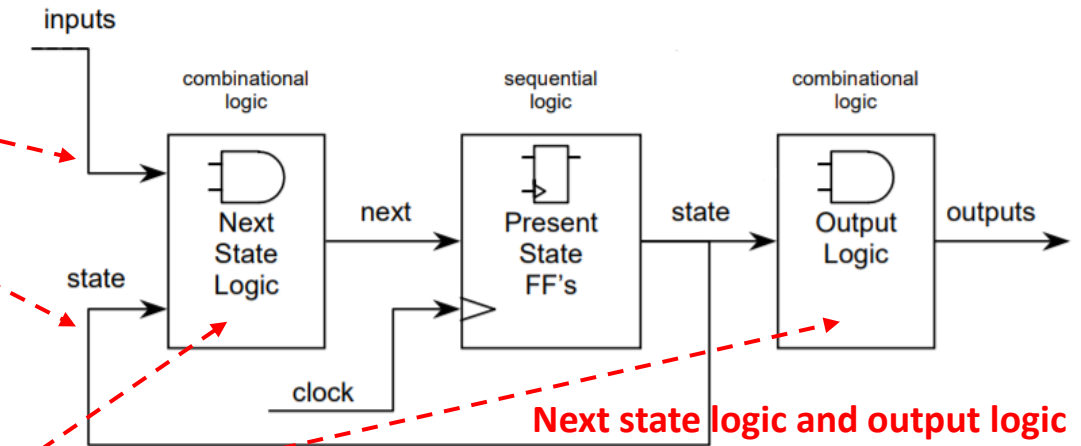 inputs
combinational
logic
sequential
logic
combinational
logic
Next
State
Logic
next
Present
State
FF's
state
Output
Logic
outputs
state
clock
Next state logic and output logic